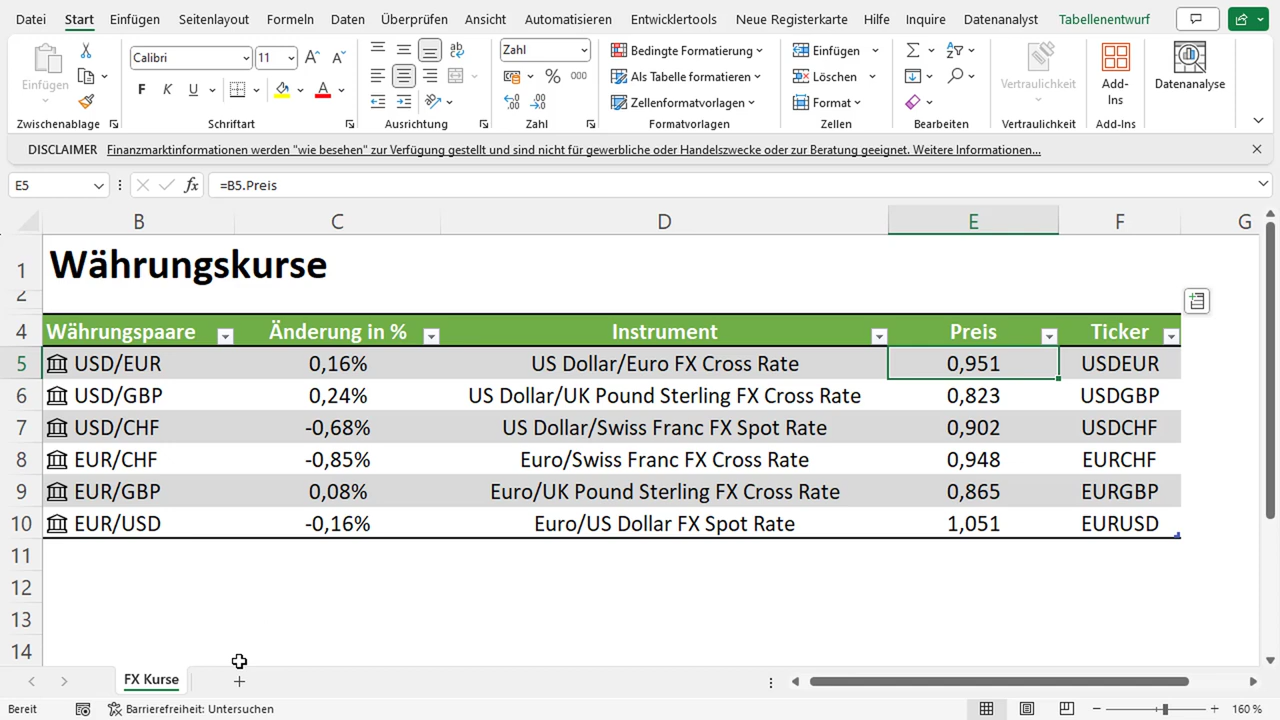 Datei Start Einfügen Seitenlayout Formeln Daten Überprüfung Ansicht Automatisieren Entwicklertools Neue Registerkarte Hilfe Inquire Datenanalyst Tabellenentwurf
Einfügen
Zwischenablage
Calibri 11
F K U
Schriftart
ab
Ausrichtung
Zahl
% 000
Zahl
Bedingte Formatierung
Als Tabelle formatieren
Zellenformatvorlagen
Formatvorlagen
Einfügen
Löschen
Format
Zellen
Bearbeiten
Vertraulichkeit
Vertraulichkeit
Add-
Ins
Add-Ins
Datenanalyse
DISCLAIMER Finanzmarktinformationen werden "wie besehen" zur Verfügung gestellt und sind nicht für gewerbliche oder Handelszwecke oder zur Beratung geeignet. Weitere Informationen...
E5 fx =B5.Preis
B C D E F G
1 Währungskurse
2
4 Währungspaare Änderung in % Instrument Preis Ticker
5 USD/EUR 0,16% US Dollar/Euro FX Cross Rate 0,951 USDEUR
6 USD/GBP 0,24% US Dollar/UK Pound Sterling FX Cross Rate 0,823 USDGBP
7 USD/CHF -0,68% US Dollar/Swiss Franc FX Spot Rate 0,902 USDCHF
8 EUR/CHF -0,85% Euro/Swiss Franc FX Cross Rate 0,948 EURCHF
9 EUR/GBP 0,08% Euro/UK Pound Sterling FX Cross Rate 0,865 EURGBP
10 EUR/USD -0,16% Euro/US Dollar FX Spot Rate 1,051 EURUSD
11
12
13
14
FX Kurse
Bereit Barrierefreiheit: Untersuchen 160 %